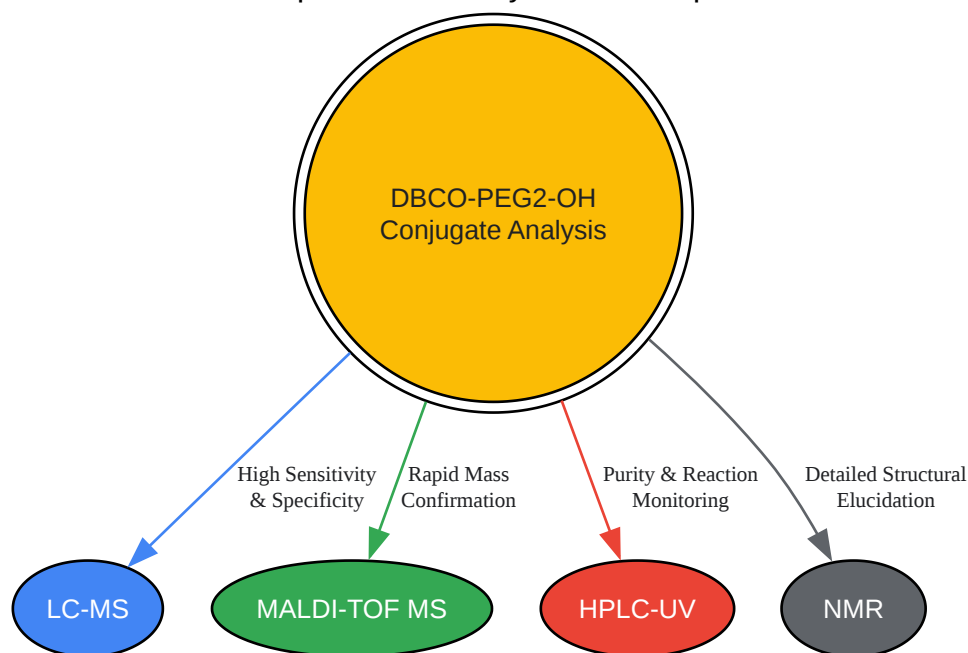 DBCO-PEG2-OH
Conjugate Analysis
High Sensitivity
& Specificity
Rapid Mass
Confirmation
Purity & Reaction
Monitoring
Detailed Structural
Elucidation
LC-MS
MALDI-TOF MS
HPLC-UV
NMR